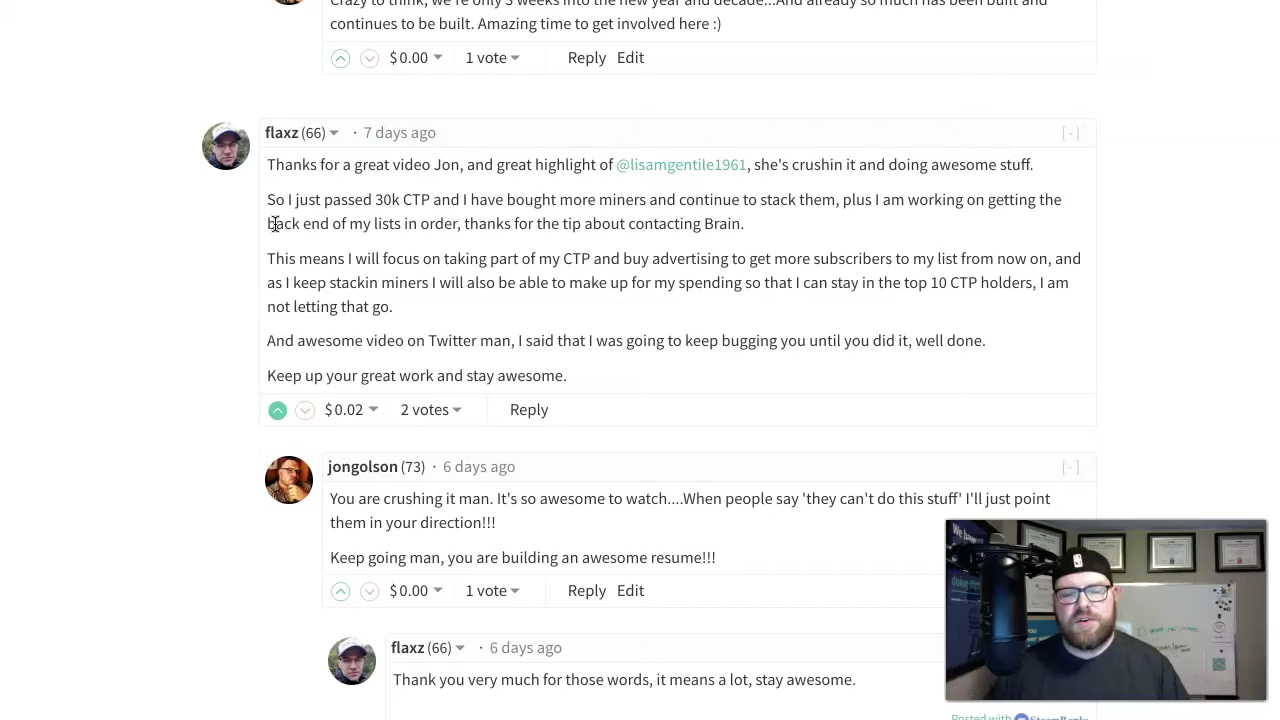 Crazy to think, we're only 3 weeks into the new year and decade...And already so much has been built and
continues to be built. Amazing time to get involved here :)
$ 0.00 1 vote Reply Edit
flaxz (66) · 7 days ago [-]
Thanks for a great video Jon, and great highlight of @lisamgentile1961, she's crushin it and doing awesome stuff.
So I just passed 30k CTP and I have bought more miners and continue to stack them, plus I am working on getting the
back end of my lists in order, thanks for the tip about contacting Brain.
This means I will focus on taking part of my CTP and buy advertising to get more subscribers to my list from now on, and
as I keep stackin miners I will also be able to make up for my spending so that I can stay in the top 10 CTP holders, I am
not letting that go.
And awesome video on Twitter man, I said that I was going to keep bugging you until you did it, well done.
Keep up your great work and stay awesome.
$ 0.02 2 votes Reply
jongolson (73) · 6 days ago [-]
You are crushing it man. It's so awesome to watch....When people say 'they can't do this stuff' I'll just point
them in your direction!!!
Keep going man, you are building an awesome resume!!!
$ 0.00 1 vote Reply Edit
flaxz (66) · 6 days ago
Thank you very much for those words, it means a lot, stay awesome.
Posted with